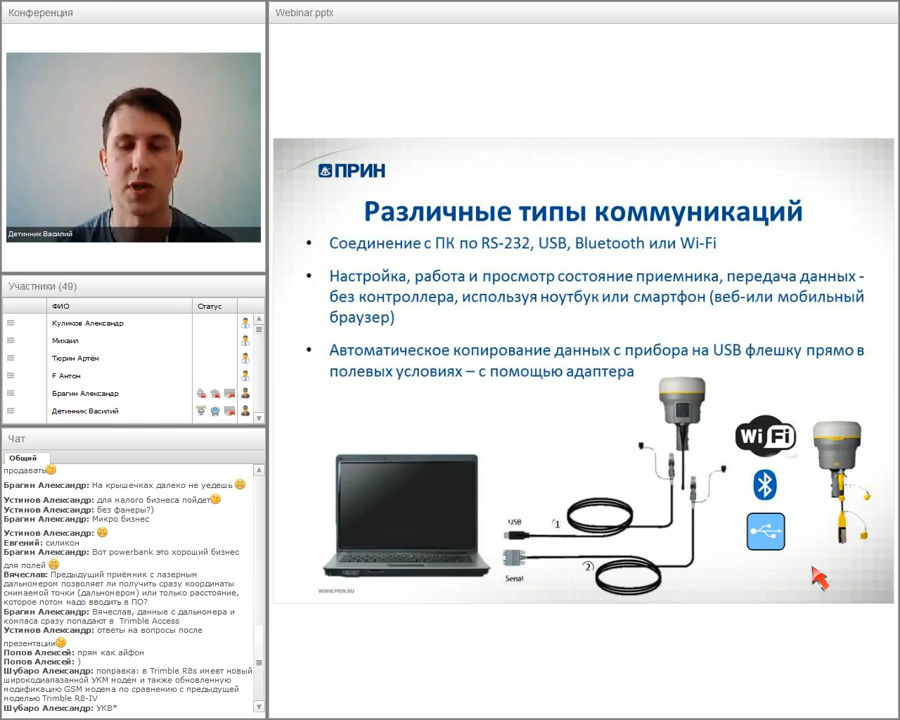 Конференция
Детинник Василий
Участники (49)
ФИО
Статус
Куликов Александр
Михаил
Тюрин Артём
F Антон
Брагин Александр
Детинник Василий
Чат
Общий
продавать
Брагин Александр: На крышечках далеко не уедешь
Устинов Александр: для малого бизнеса пойдет
Устинов Александр: без фанеры?)
Брагин Александр: Микро бизнес
Устинов Александр:
Евгений: силикон
Брагин Александр: Вот powerbank это хороший бизнес
для полей
Вячеслав: Предыдущий приёмник с лазерным
дальномером позволяет ли получить сразу координаты
снимаемой точки (дальномером) или только расстояние,
которое потом надо вводить в ПО?
Брагин Александр: Вячеслав, данные с дальномера и
компаса сразу попадают в Trimble Access
Устинов Александр: ответы на вопросы после
презентации
Попов Алексей: прям как айфон
Попов Алексей: )
Шубаро Александр: поправка: в Trimble R8s имеет новый
широкодиапазанной УКМ модем и также обновленную
модификацию GSM модема по сравнению с предыдущей
моделью Trimble R8-IV
Шубаро Александр: УКВ*
Webinar.pptx
ПРИН
Различные типы коммуникаций
• Соединение с ПК по RS-232, USB, Bluetooth или Wi-Fi
• Настройка, работа и просмотр состояние приемника, передача данных -
без контроллера, используя ноутбук или смартфон (веб-или мобильный
браузер)
• Автоматическое копирование данных с прибора на USB флешку прямо в
полевых условиях – с помощью адаптера
USB
1
2
Serial
Wi Fi
WWW.PRIN.RU